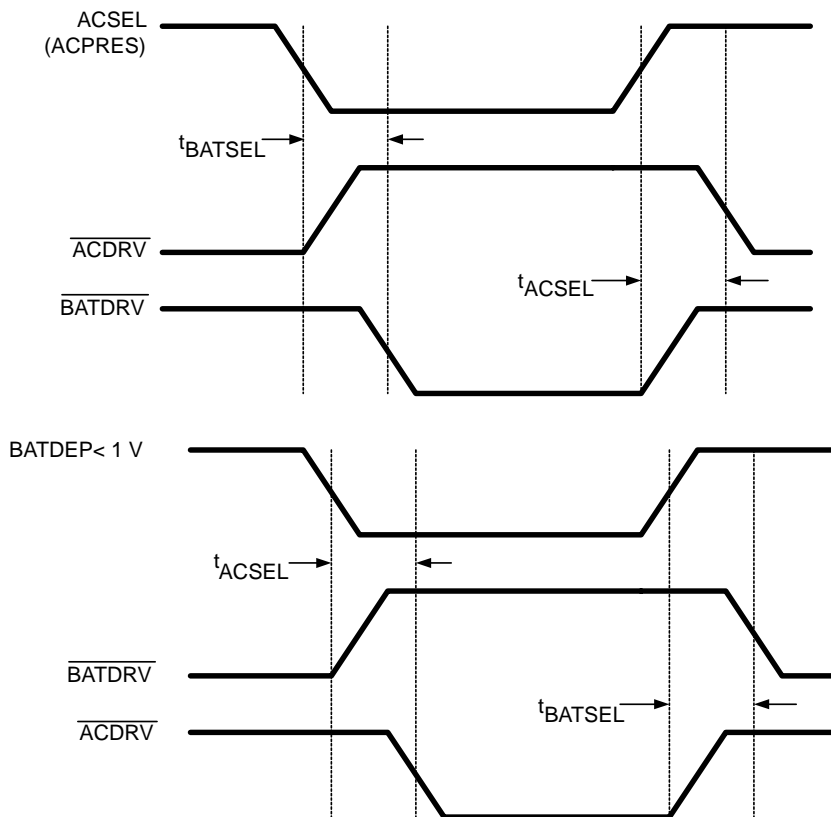 ACSEL
(ACPRES)
tBATSEL
ACDRV
tACSEL
BATDRV
BATDEP< 1 V
tACSEL
BATDRV
tBATSEL
ACDRV